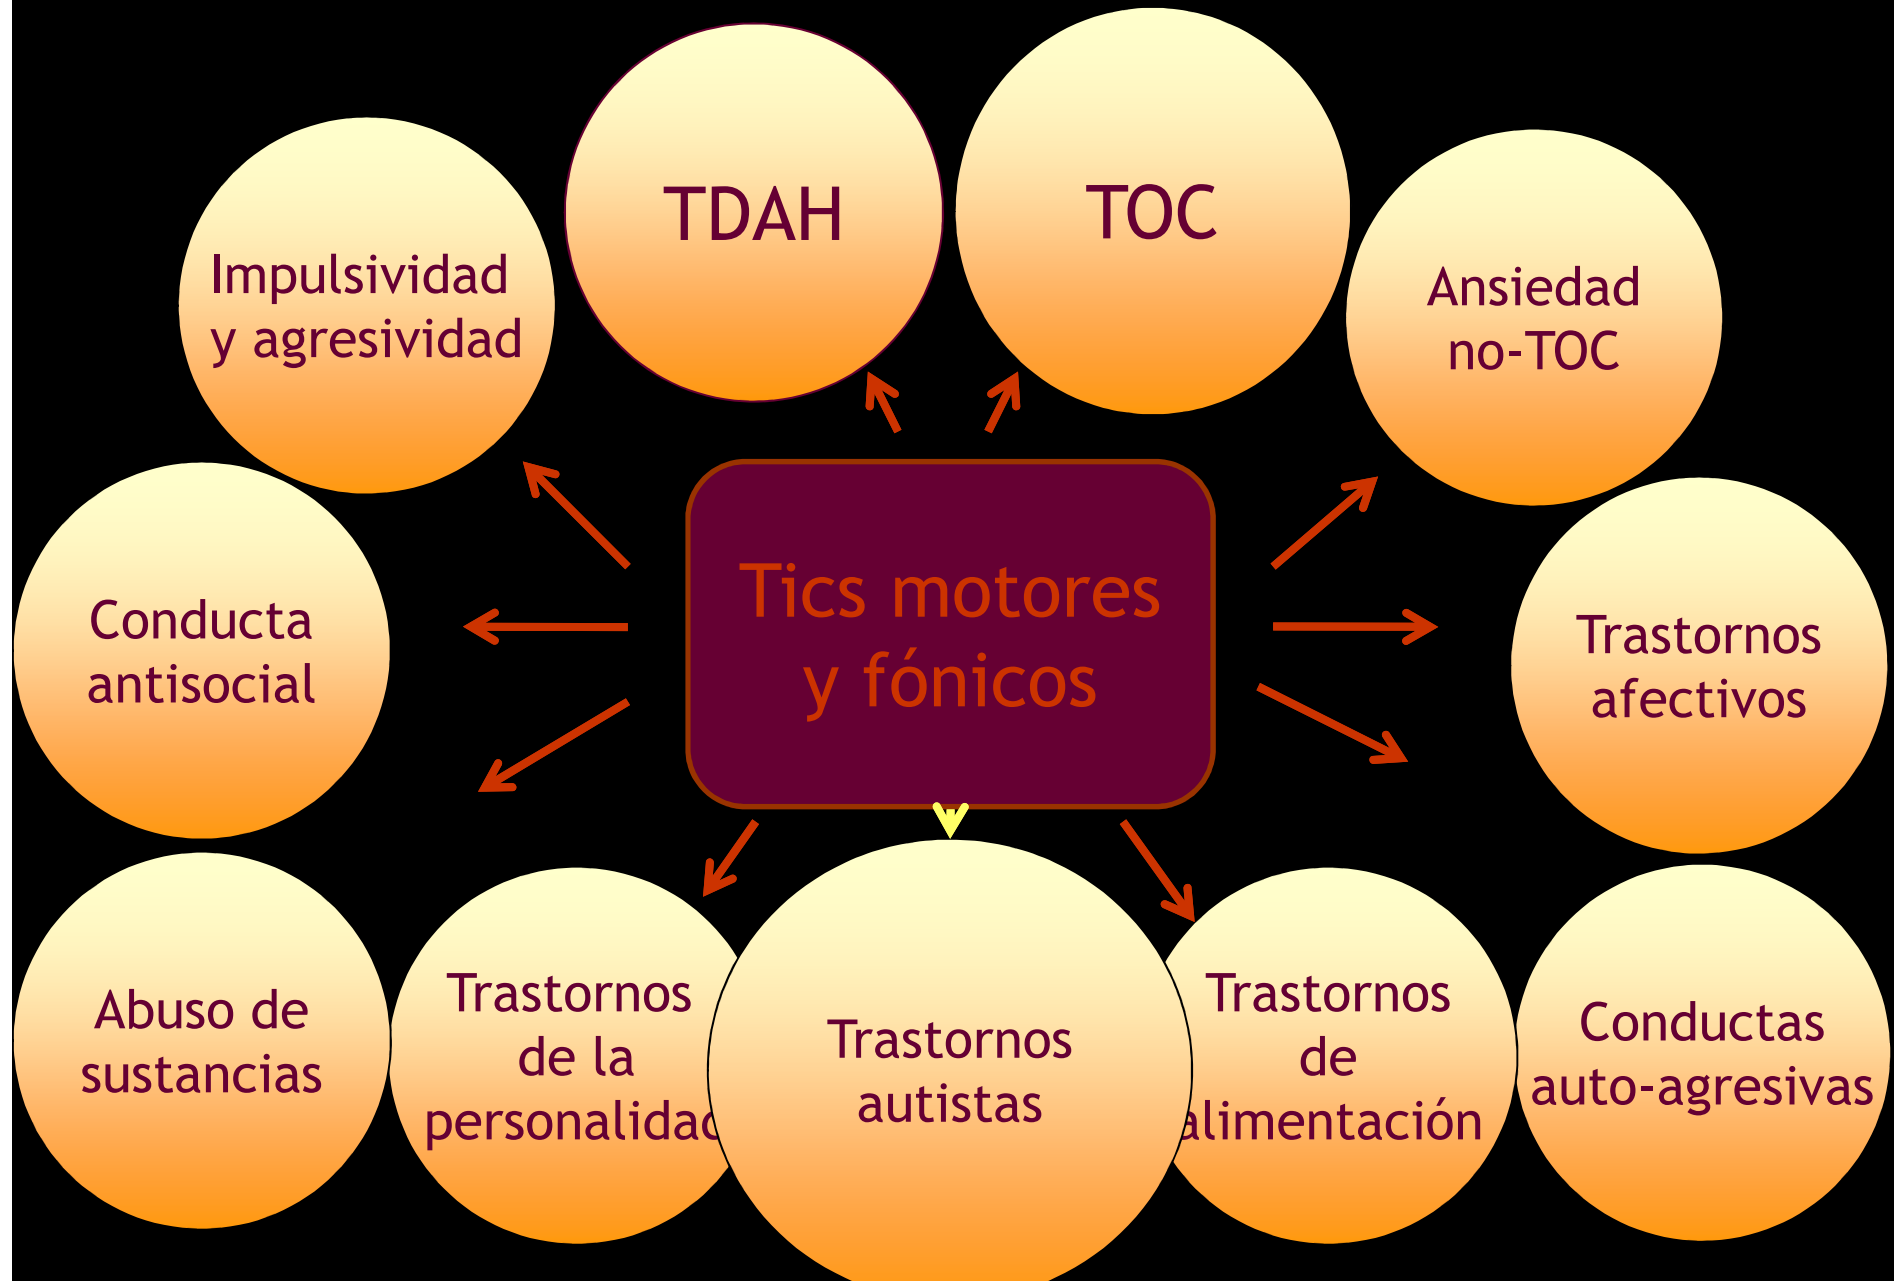 TDAH
TOC
Impulsividad
y agresividad
Ansiedad
no-TOC
Tics motores
y fónicos
Conducta
antisocial
Trastornos
afectivos
Abuso de
sustancias
Trastornos
de la
personalidad
Trastornos
autistas
Trastornos
de
alimentación
Conductas
auto-agresivas